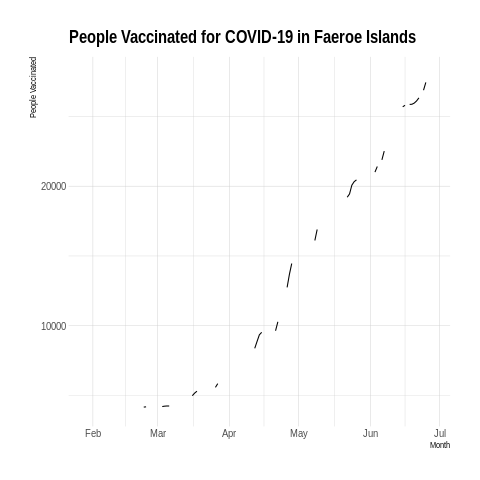 People Vaccinated for COVID-19 in Faeroe Islands
People Vaccinated
20000
10000
Feb Mar Apr May Jun Jul
Month